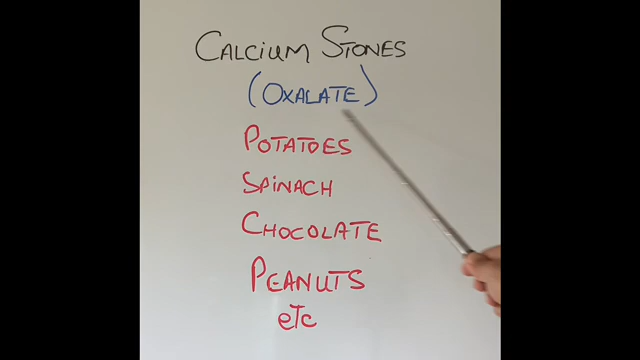 CALCIUM STONES
(OXALATE)
POTATOES
SPINACH
CHOCOLATE
PEANUTS
etc